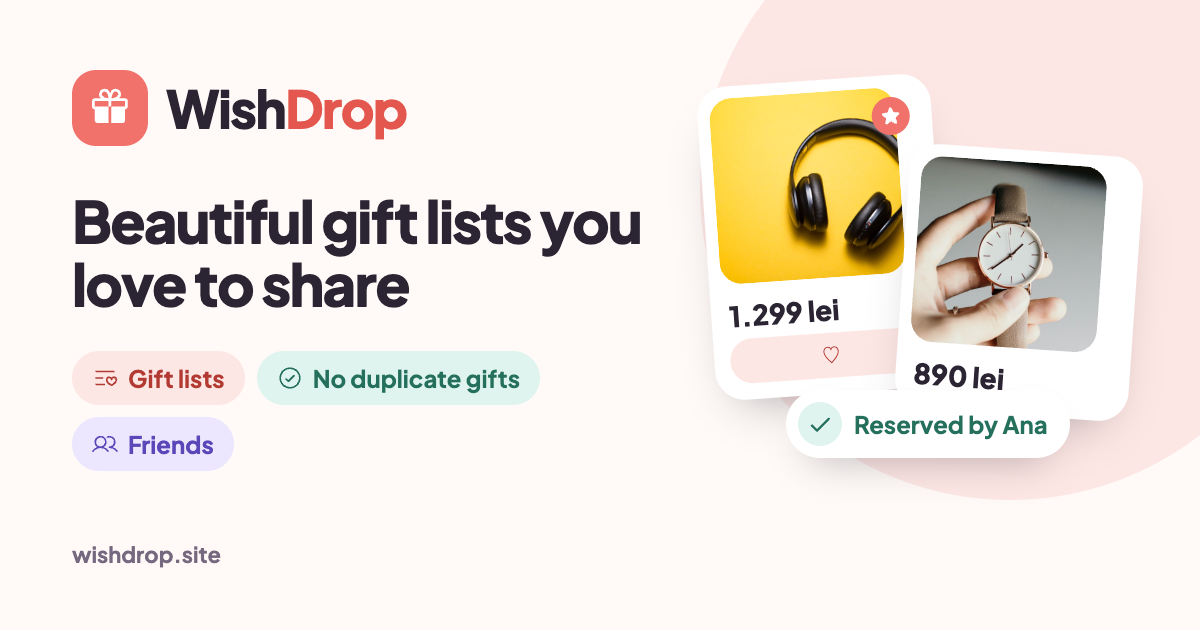 WishDrop
Beautiful gift lists you
love to share
Gift lists
No duplicate gifts
Friends
wishdrop.site
1.299 lei
890 lei
Reserved by Ana